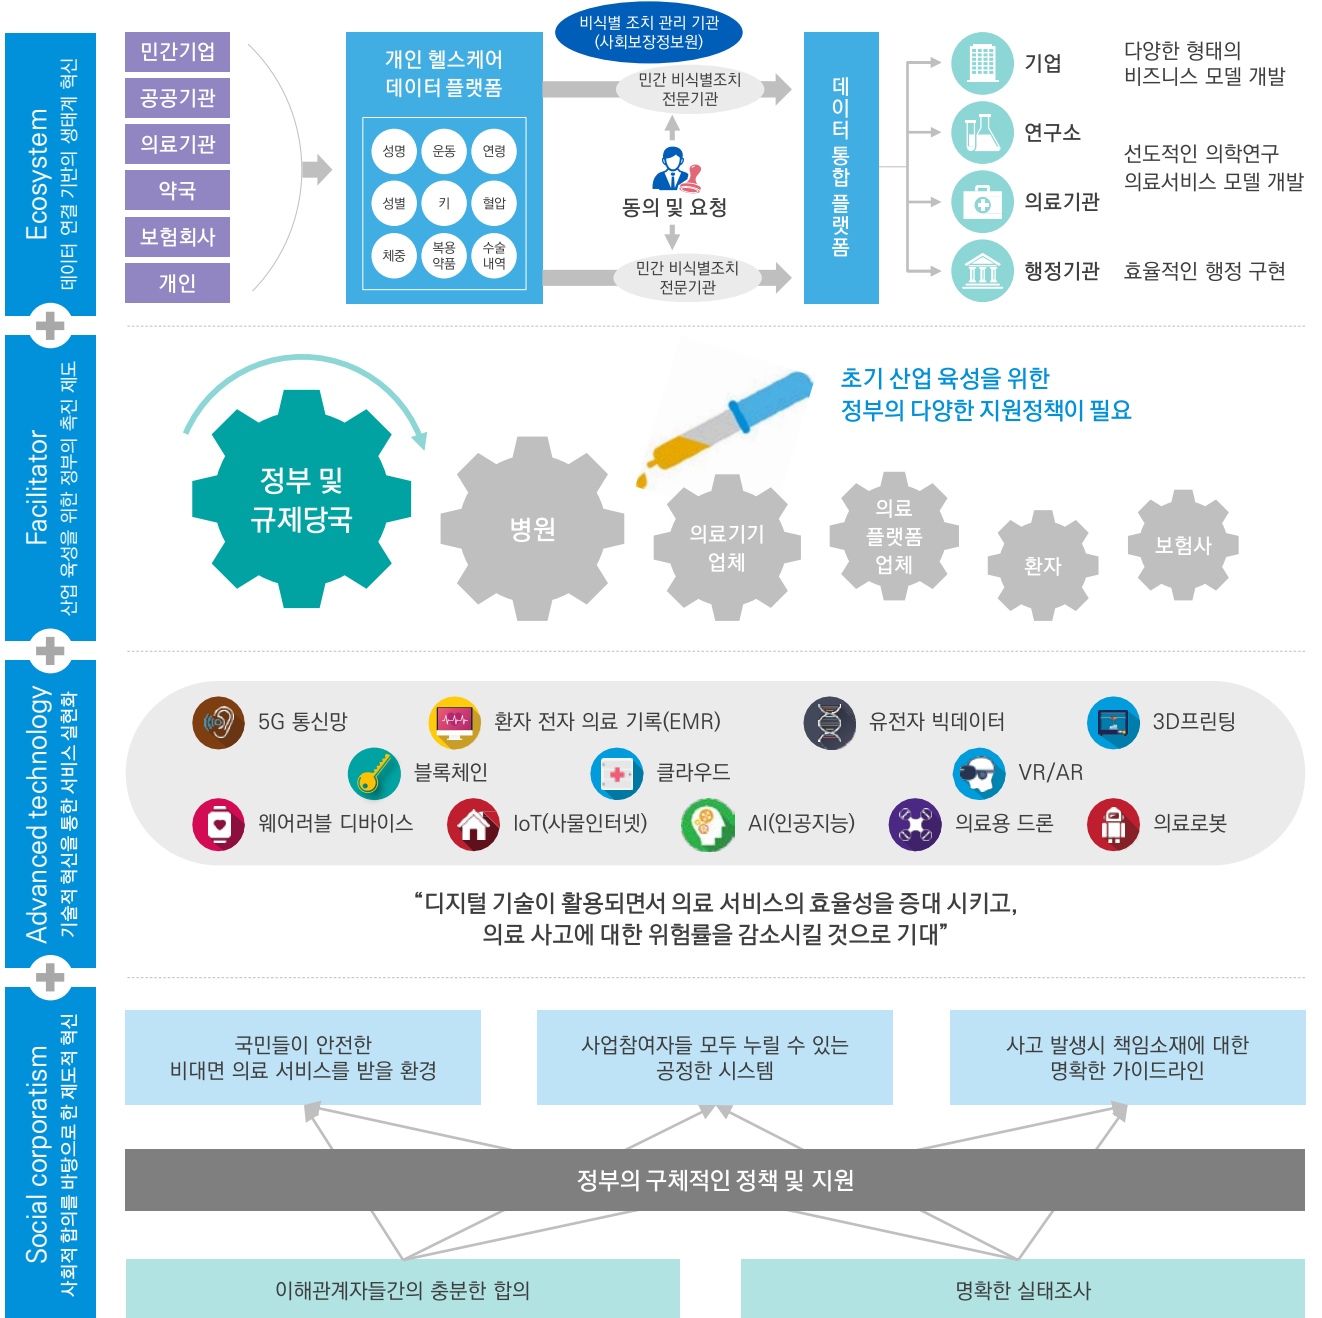 Ecosystem
데이터 연결 기반의 생태계 혁신
민간기업
공공기관
의료기관
약국
보험회사
개인
개인 헬스케어
데이터 플랫폼
성명
운동
연령
성별
키
혈압
체중
복용
약품
수술
내역
비식별 조치 관리 기관
(사회보장정보원)
민간 비식별조치
전문기관
동의 및 요청
민간 비식별조치
전문기관
데이터 통합 플랫폼
기업
다양한 형태의
비즈니스 모델 개발
연구소
선도적인 의학연구
의료서비스 모델 개발
의료기관
행정기관
효율적인 행정 구현
Facilitator
산업 육성을 위한 정부의 촉진 제도
정부 및
규제당국
병원
의료기기
업체
의료
플랫폼
업체
환자
보험사
초기 산업 육성을 위한
정부의 다양한 지원정책이 필요
Advanced technology
기술적 혁신을 통한 서비스 실현화
5G 통신망
환자 전자 의료 기록(EMR)
유전자 빅데이터
3D프린팅
블록체인
클라우드
VR/AR
웨어러블 디바이스
IoT(사물인터넷)
AI(인공지능)
의료용 드론
의료로봇
“디지털 기술이 활용되면서 의료 서비스의 효율성을 증대 시키고,
의료 사고에 대한 위험률을 감소시킬 것으로 기대”
Social corporatism
사회적 합의를 바탕으로 한 제도적 혁신
국민들이 안전한
비대면 의료 서비스를 받을 환경
사업참여자들 모두 누릴 수 있는
공정한 시스템
사고 발생시 책임소재에 대한
명확한 가이드라인
정부의 구체적인 정책 및 지원
이해관계자들간의 충분한 합의
명확한 실태조사